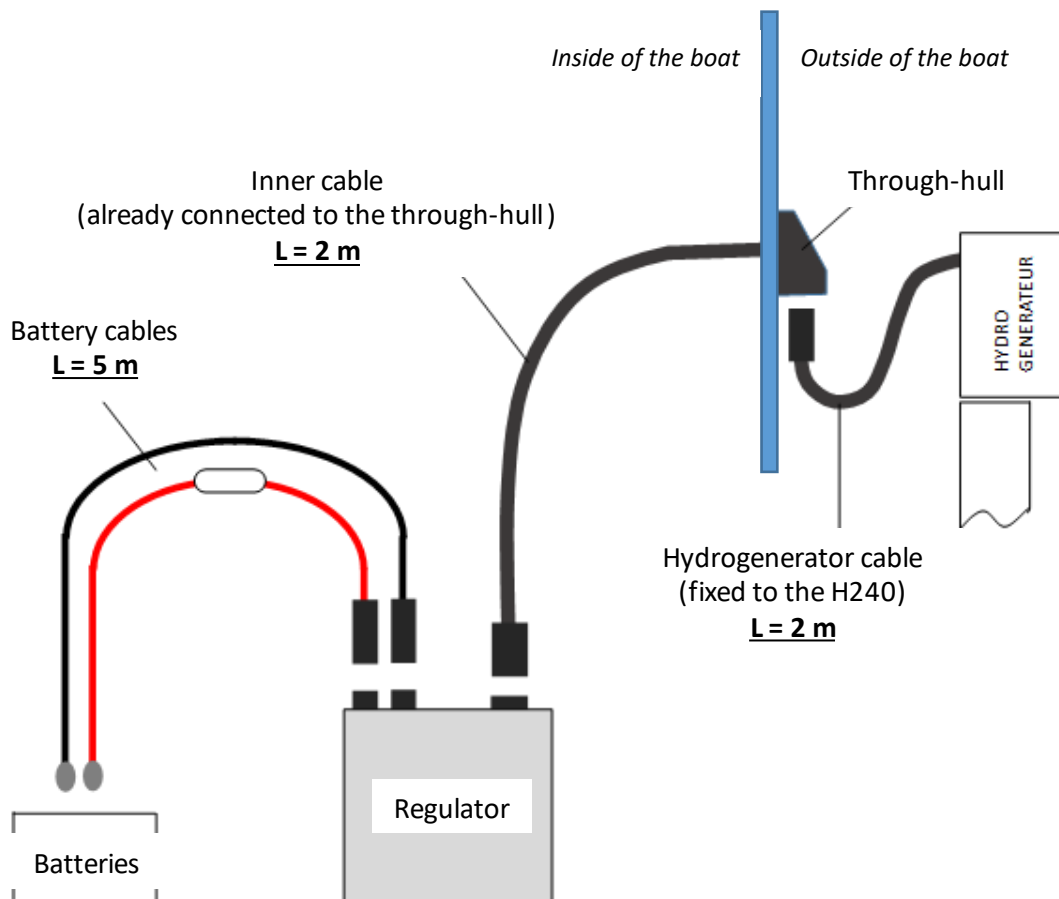 Inside of the boat
Outside of the boat
Inner cable
(already connected to the through-hull)
L = 2 m
Through-hull
Battery cables
L = 5 m
HYDRO
GENERATEUR
Hydrogenerator cable
(fixed to the H240)
L = 2 m
Regulator
Batteries